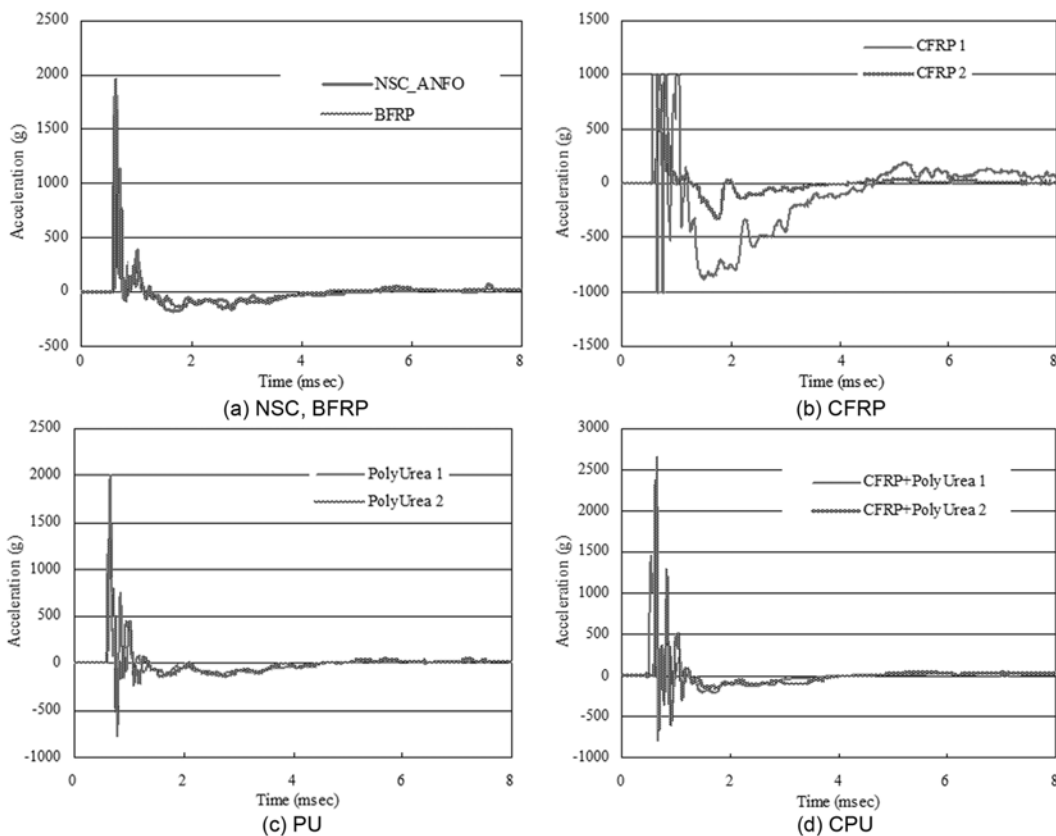 2500
2000
1500
1000
500
0
-500
Acceleration (g)
NSC_ANFO
BFRP
0 2 4 6 8
Time (msec)
(a) NSC, BFRP
1500
1000
500
0
-500
-1000
-1500
Acceleration (g)
CFRP 1
CFRP 2
0 2 4 6 8
Time (msec)
(b) CFRP
2500
2000
1500
1000
500
0
-500
-1000
Acceleration (g)
PolyUrea 1
PolyUrea 2
0 2 4 6 8
Time (msec)
(c) PU
3000
2500
2000
1500
1000
500
0
-500
-1000
Acceleration (g)
CFRP+PolyUrea 1
CFRP+PolyUrea 2
0 2 4 6 8
Time (msec)
(d) CPU